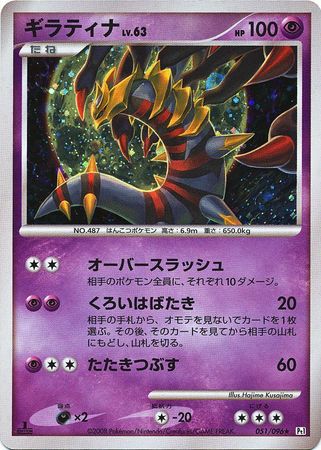 ギラティナ LV.63 HP 100
たね
NO.487 はんこつポケモン 高さ：6.9m 重さ：650.0kg
オーバースラッシュ
相手のポケモン全員に、それぞれ10ダメージ。
くろいはばたき 20
相手の手札から、オモテを見ないでカードを1枚
選ぶ。その後、そのカードを見てから相手の山札
にもどし、山札を切る。
たたきつぶす 60
Illus.Hajime Kusajima
弱点 ×2 抵抗力 -20 にげる
©2008 Pokémon/Nintendo/Creatures/GAME FREAK.
051/096★ Pt1